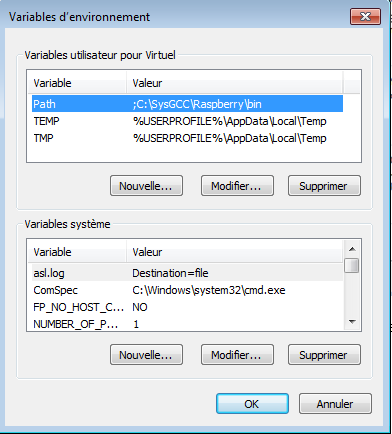 Variables d'environnement
Variables utilisateur pour Virtuel
Variable Valeur
Path ;C:\SysGCC\Raspberry\bin
TEMP %USERPROFILE%\AppData\Local\Temp
TMP %USERPROFILE%\AppData\Local\Temp
Nouvelle... Modifier... Supprimer
Variables système
Variable Valeur
asl.log Destination=file
ComSpec C:\Windows\system32\cmd.exe
FP_NO_HOST_C... NO
NUMBER_OF_P... 1
Nouvelle... Modifier... Supprimer
OK Annuler